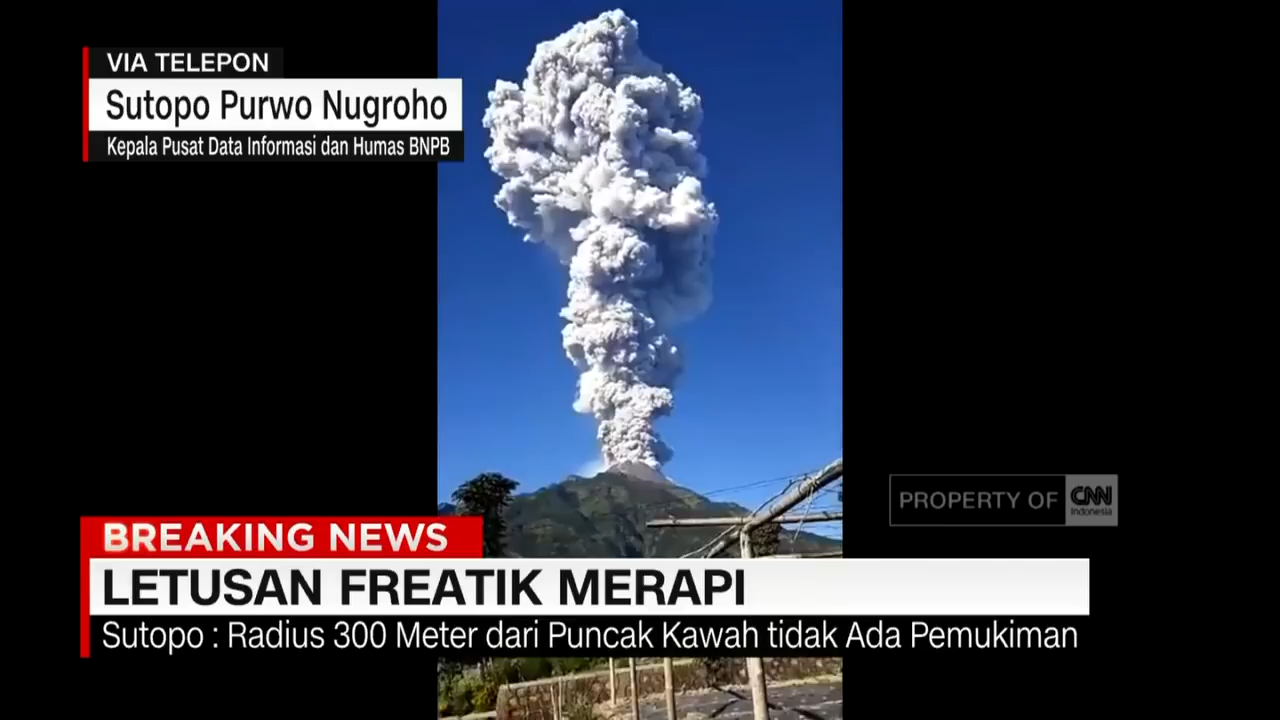 VIA TELEPON
Sutopo Purwo Nugroho
Kepala Pusat Data Informasi dan Humas BNPB
PROPERTY OF CNN Indonesia
BREAKING NEWS
LETUSAN FREATIK MERAPI
Sutopo : Radius 300 Meter dari Puncak Kawah tidak Ada Pemukiman